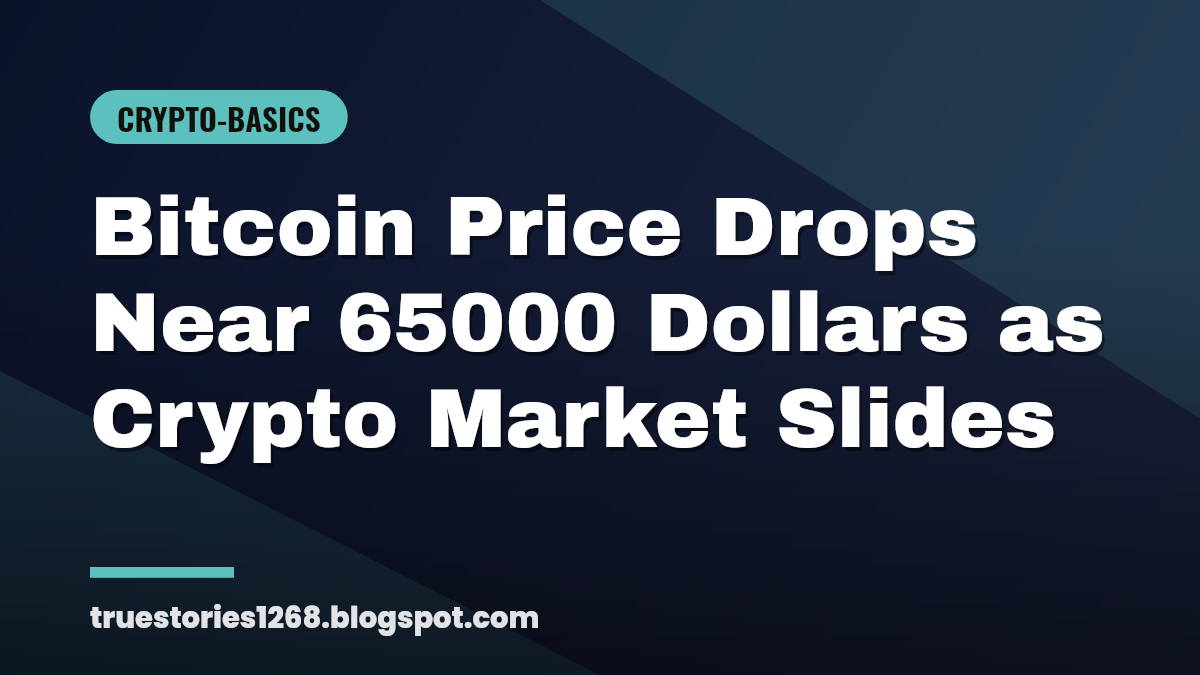 CRYPTO-BASICS
Bitcoin Price Drops
Near 65000 Dollars as
Crypto Market Slides
truestories1268.blogspot.com